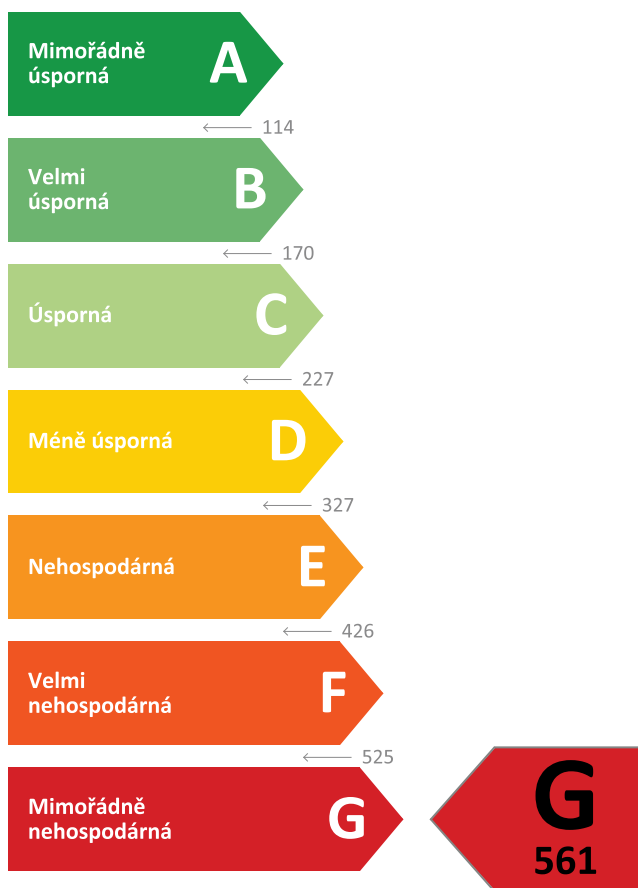 Mimořádně
úsporná
A
← 114
Velmi
úsporná
B
← 170
Úsporná
C
← 227
Méně úsporná
D
← 327
Nehospodárná
E
← 426
Velmi
nehospodárná
F
← 525
Mimořádně
nehospodárná
G
G
561